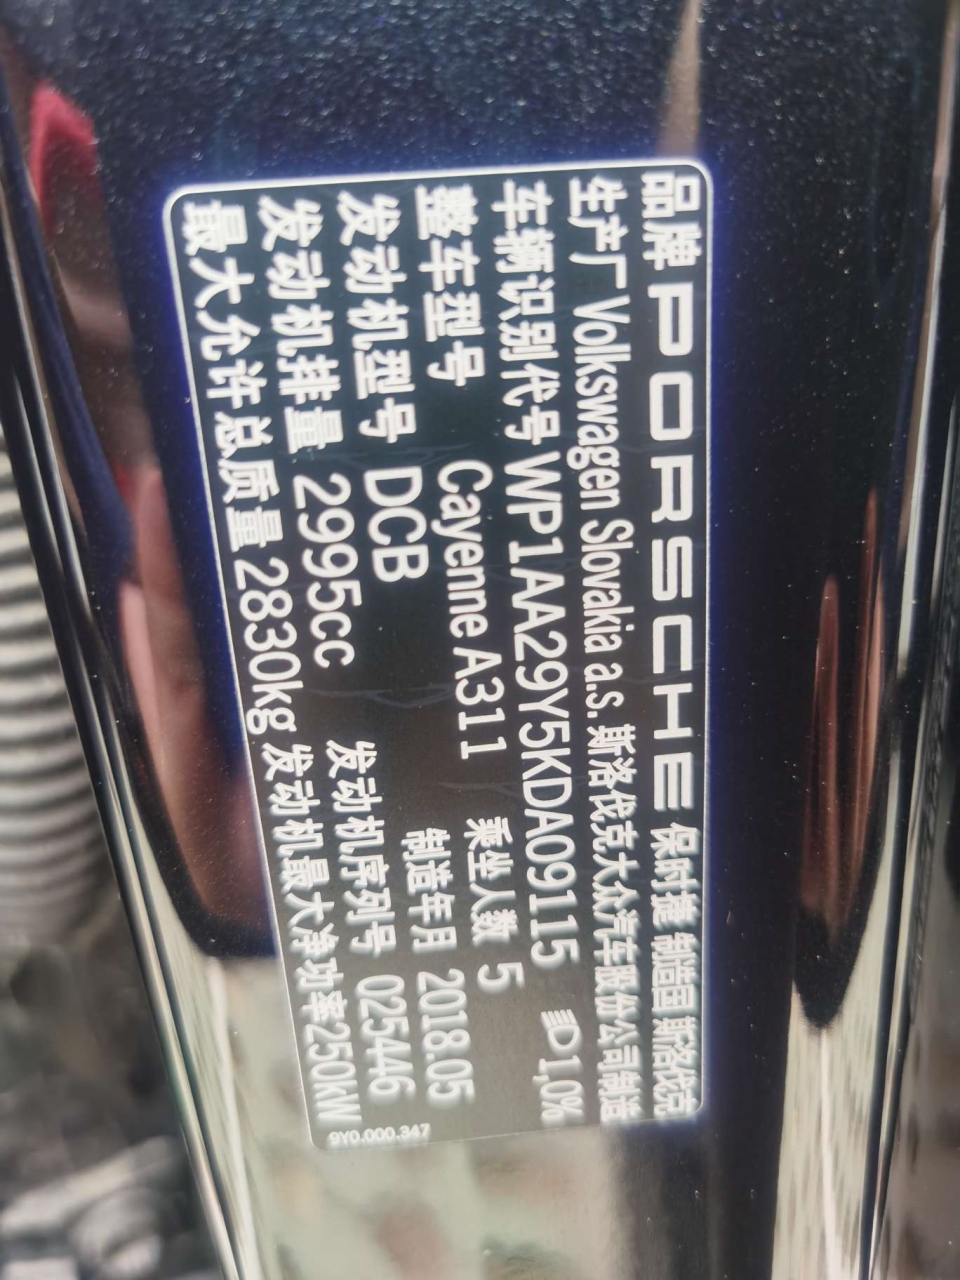 品牌 PORSCHE 保时捷 制造国 斯洛伐克
生产厂 Volkswagen Slovakia a.s. 斯洛伐克大众汽车股份公司制造
车辆识别代号 WP1AA29Y5KDA09115 1,0%
整车型号 Cayenne A311 乘坐人数 5
发动机型号 DCB 制造年月 2018.05
发动机排量 2995cc 发动机序列号 025446
最大允许总质量 2830kg 发动机最大净功率250kW
9Y0.000.347